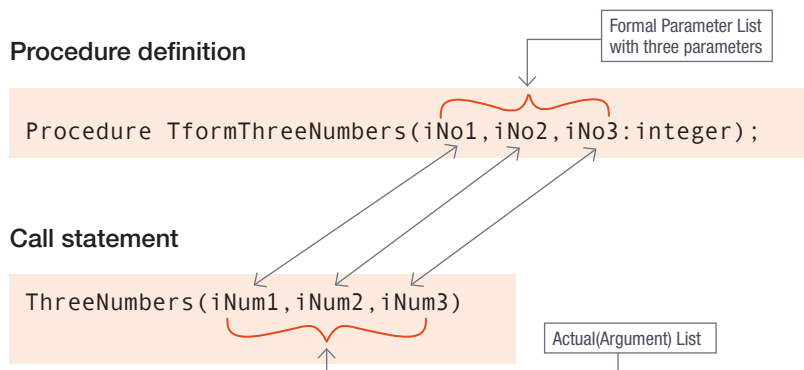 Formal Parameter List
with three parameters
Procedure definition
Procedure TformThreeNumbers(iNo1,iNo2,iNo3:integer);
Call statement
ThreeNumbers(iNum1,iNum2,iNum3)
Actual(Argument) List